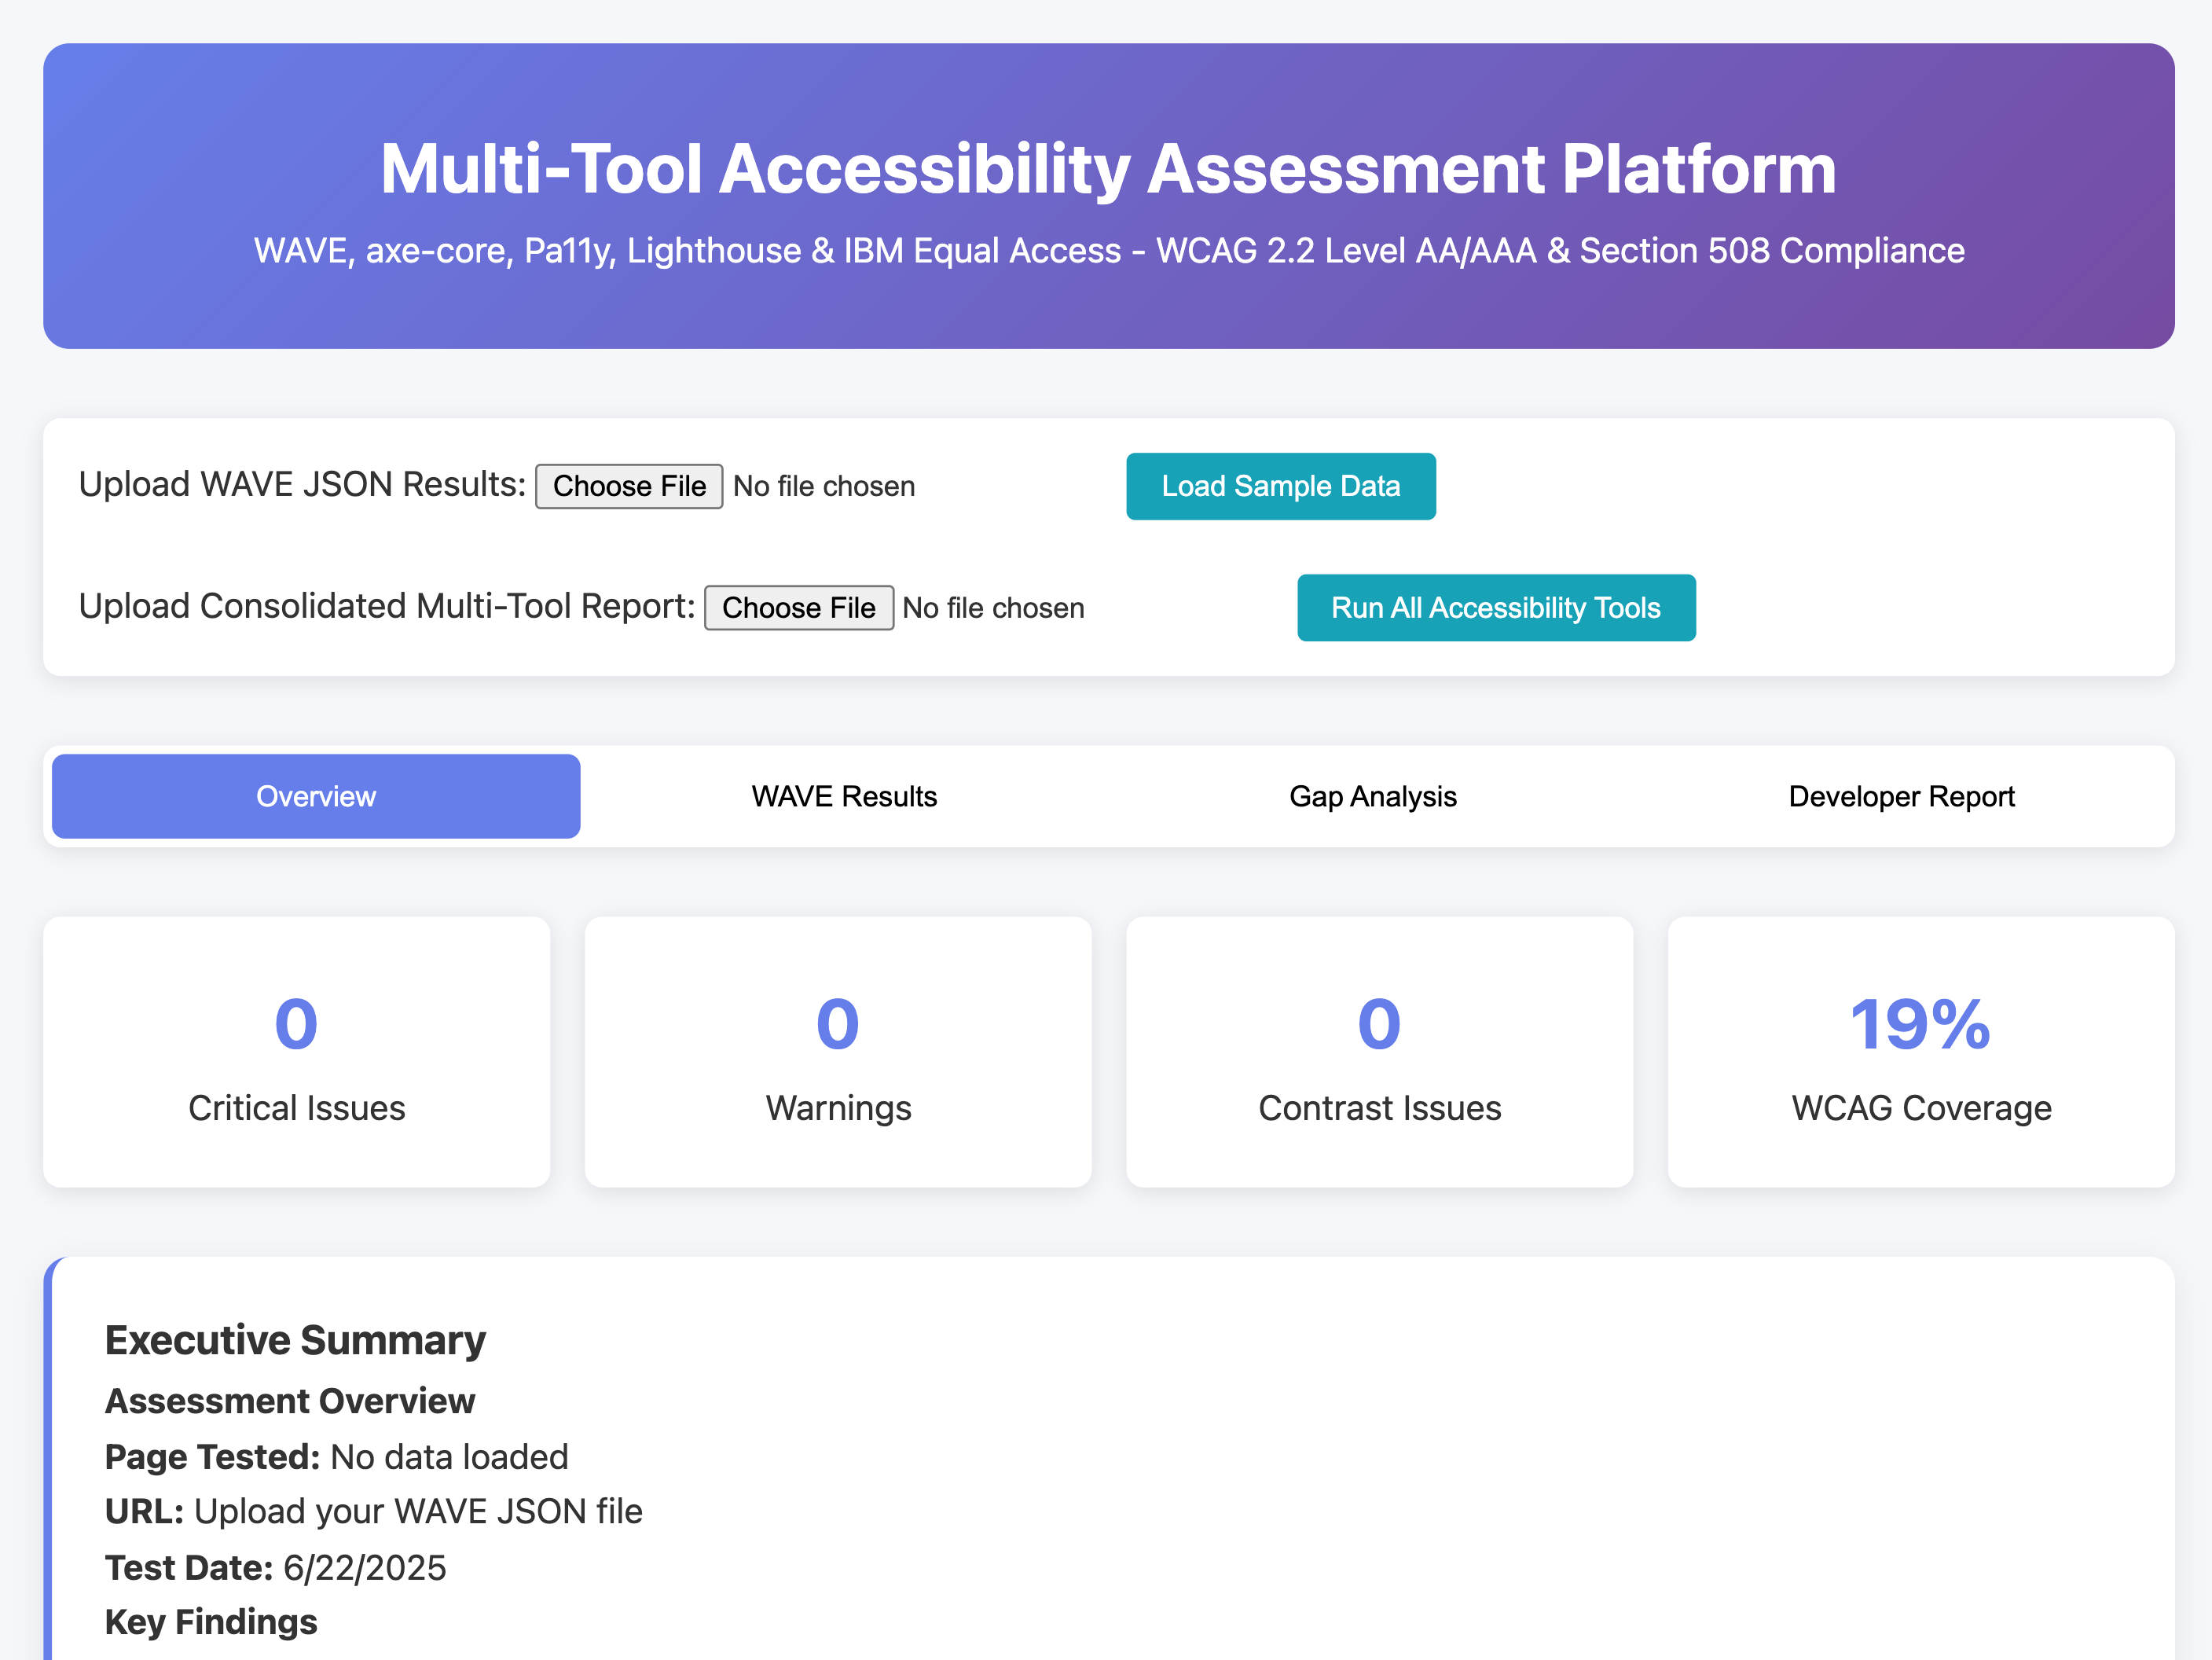 Multi-Tool Accessibility Assessment Platform
WAVE, axe-core, Pa11y, Lighthouse & IBM Equal Access - WCAG 2.2 Level AA/AAA & Section 508 Compliance
Upload WAVE JSON Results: Choose File No file chosen Load Sample Data
Upload Consolidated Multi-Tool Report: Choose File No file chosen Run All Accessibility Tools
Overview WAVE Results Gap Analysis Developer Report
0 0 0 19%
Critical Issues Warnings Contrast Issues WCAG Coverage
Executive Summary
Assessment Overview
Page Tested: No data loaded
URL: Upload your WAVE JSON file
Test Date: 6/22/2025
Key Findings